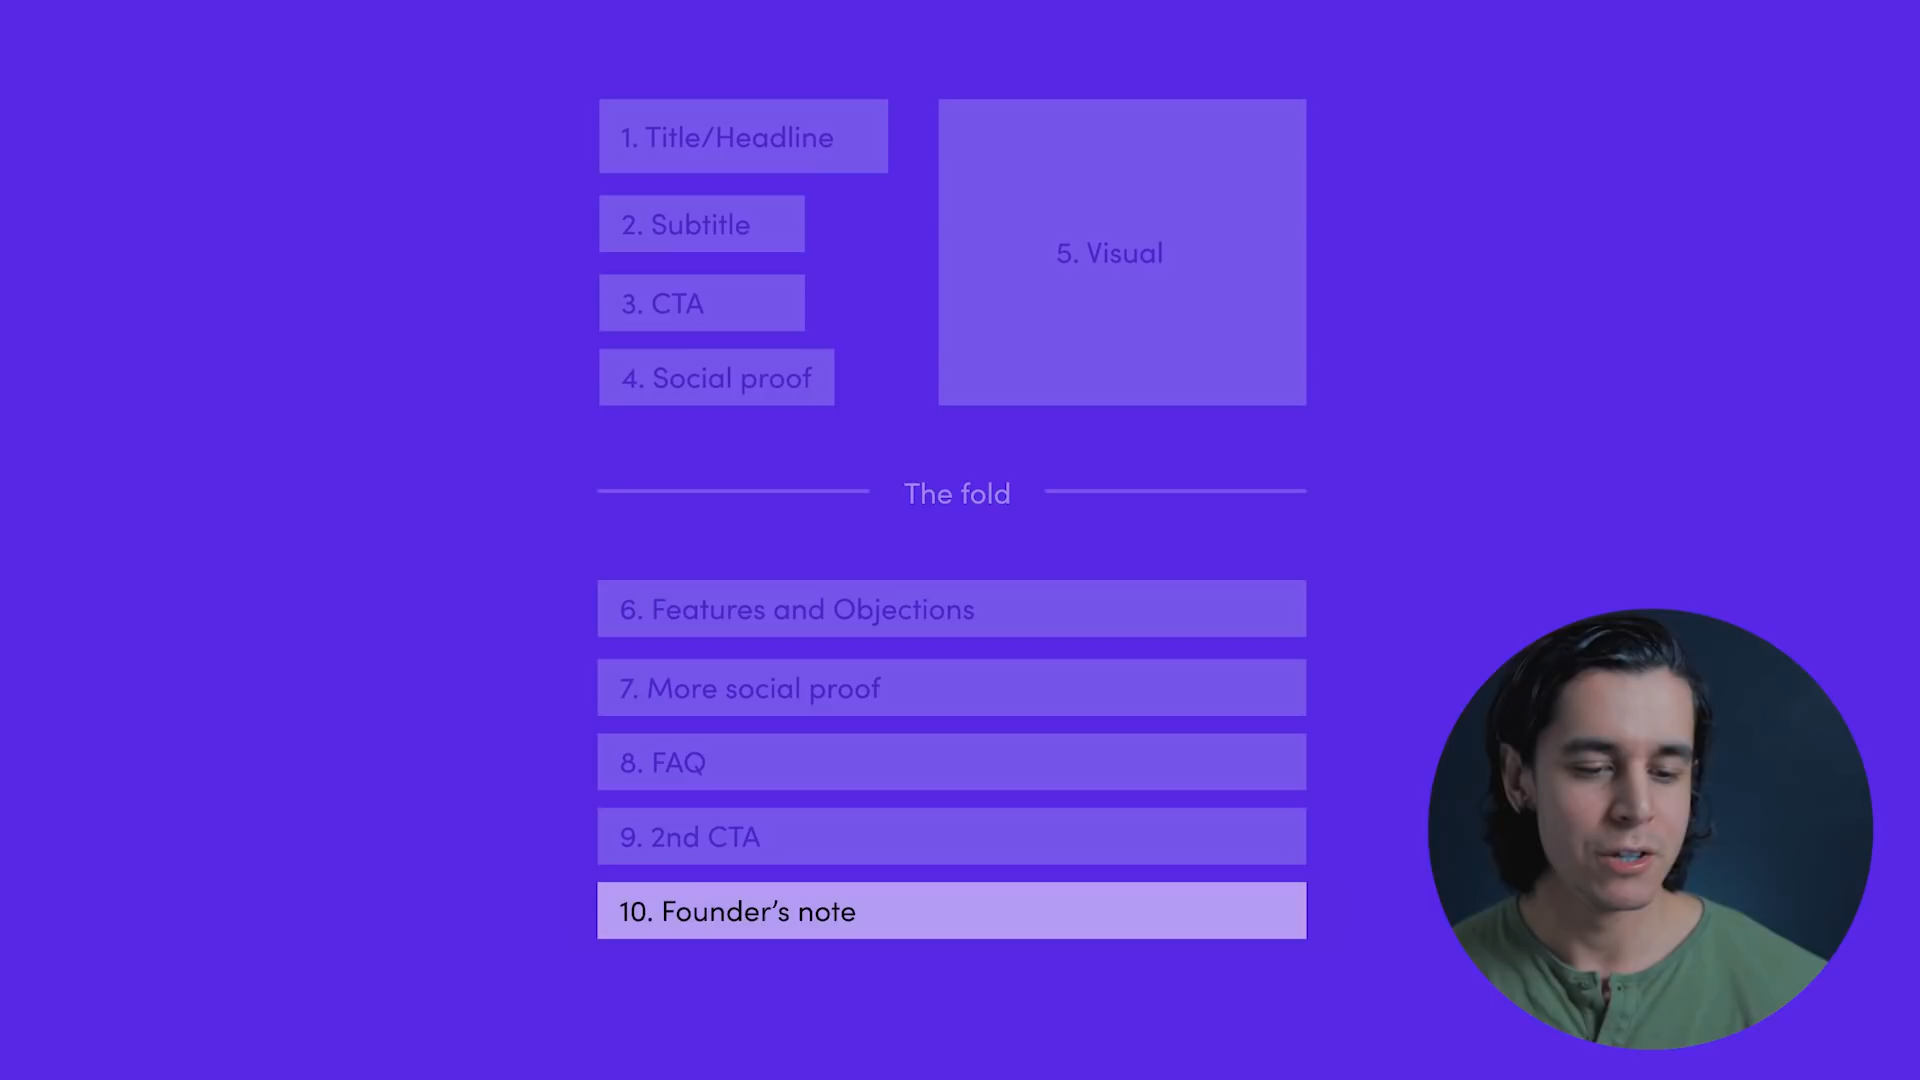 1. Title/Headline
2. Subtitle
3. CTA
4. Social proof
5. Visual
The fold
6. Features and Objections
7. More social proof
8. FAQ
9. 2nd CTA
10. Founder’s note